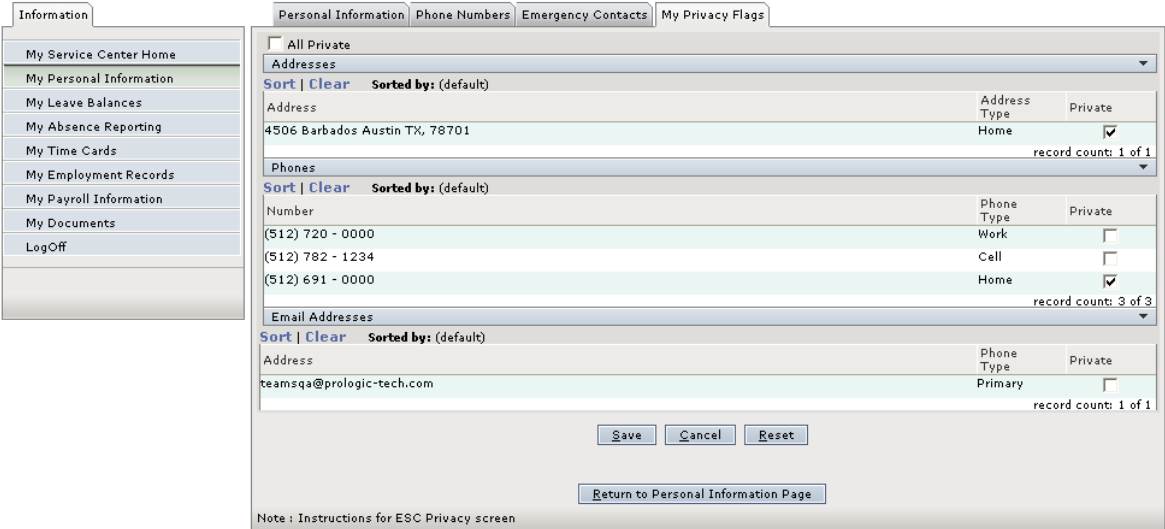 Information
My Service Center Home
My Personal Information
My Leave Balances
My Absence Reporting
My Time Cards
My Employment Records
My Payroll Information
My Documents
LogOff
Personal Information Phone Numbers Emergency Contacts My Privacy Flags
All Private
Addresses
Sort | Clear Sorted by: (default)
Address Address Type Private
4506 Barbados Austin TX, 78701 Home
record count: 1 of 1
Phones
Sort | Clear Sorted by: (default)
Number Phone Type Private
(512) 720 - 0000 Work
(512) 782 - 1234 Cell
(512) 691 - 0000 Home
record count: 3 of 3
Email Addresses
Sort | Clear Sorted by: (default)
Address Phone Type Private
teamsqa@prologic-tech.com Primary
record count: 1 of 1
Save Cancel Reset
Return to Personal Information Page
Note : Instructions for ESC Privacy screen